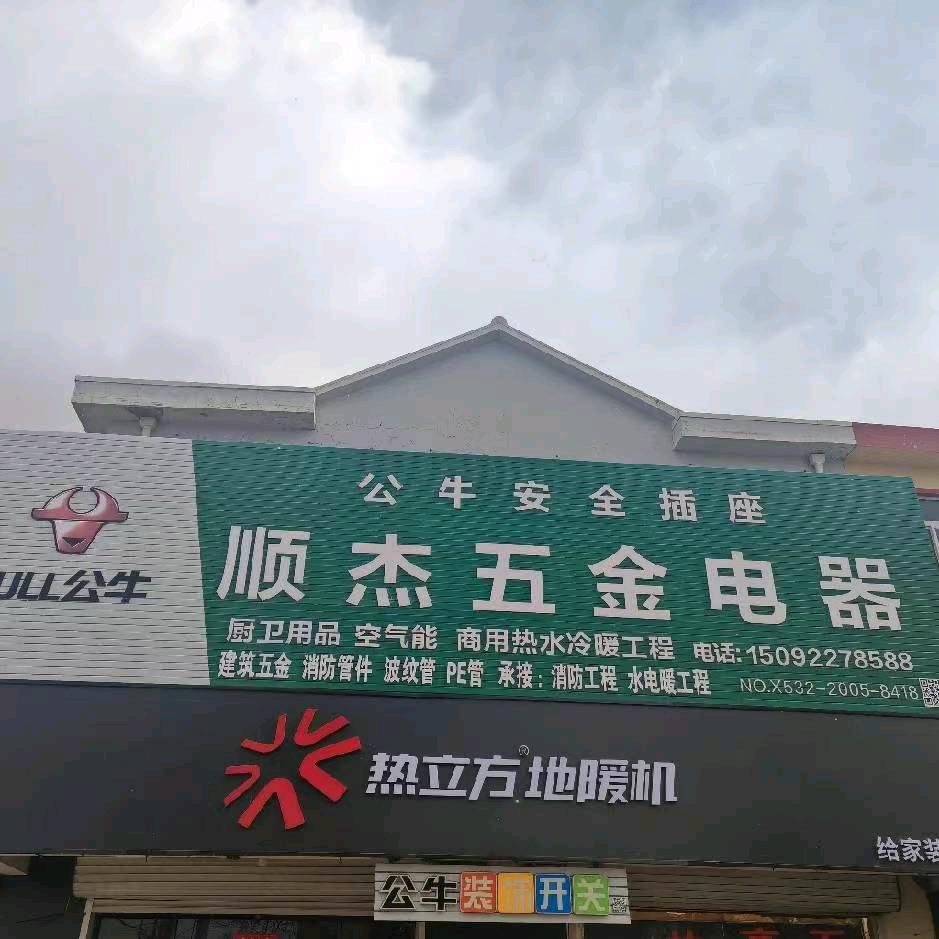 公牛安全插座
ULL公牛
顺杰五金电器
厨卫用品 空气能 商用热水冷暖工程 电话:15092278588
建筑五金 消防管件 波纹管 PE管 承接:消防工程 水电暖工程 NO.X532-2005-8418
热立方®地暖机
给家装
公牛装饰开关